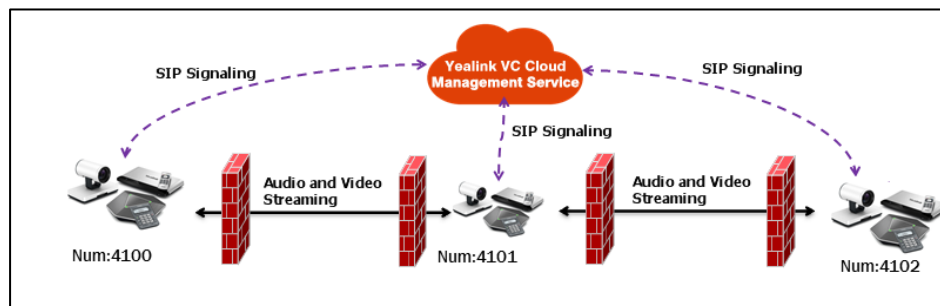 Yealink VC Cloud
Management Service
SIP Signaling
SIP Signaling
SIP Signaling
Audio and Video
Streaming
Audio and Video
Streaming
Num:4100
Num:4101
Num:4102